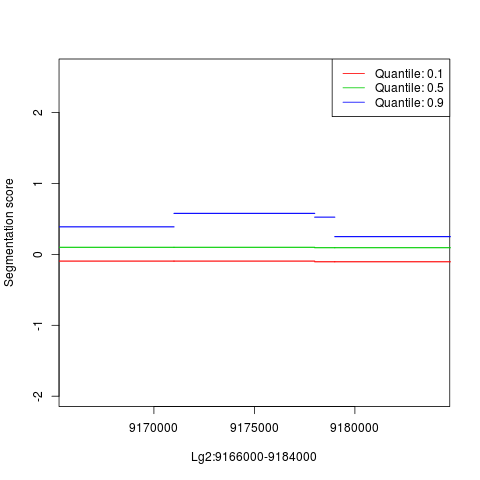 Quantile: 0.1
Quantile: 0.5
Quantile: 0.9
Segmentation score
2
1
0
-1
-2
9170000
9175000
9180000
Lg2:9166000-9184000